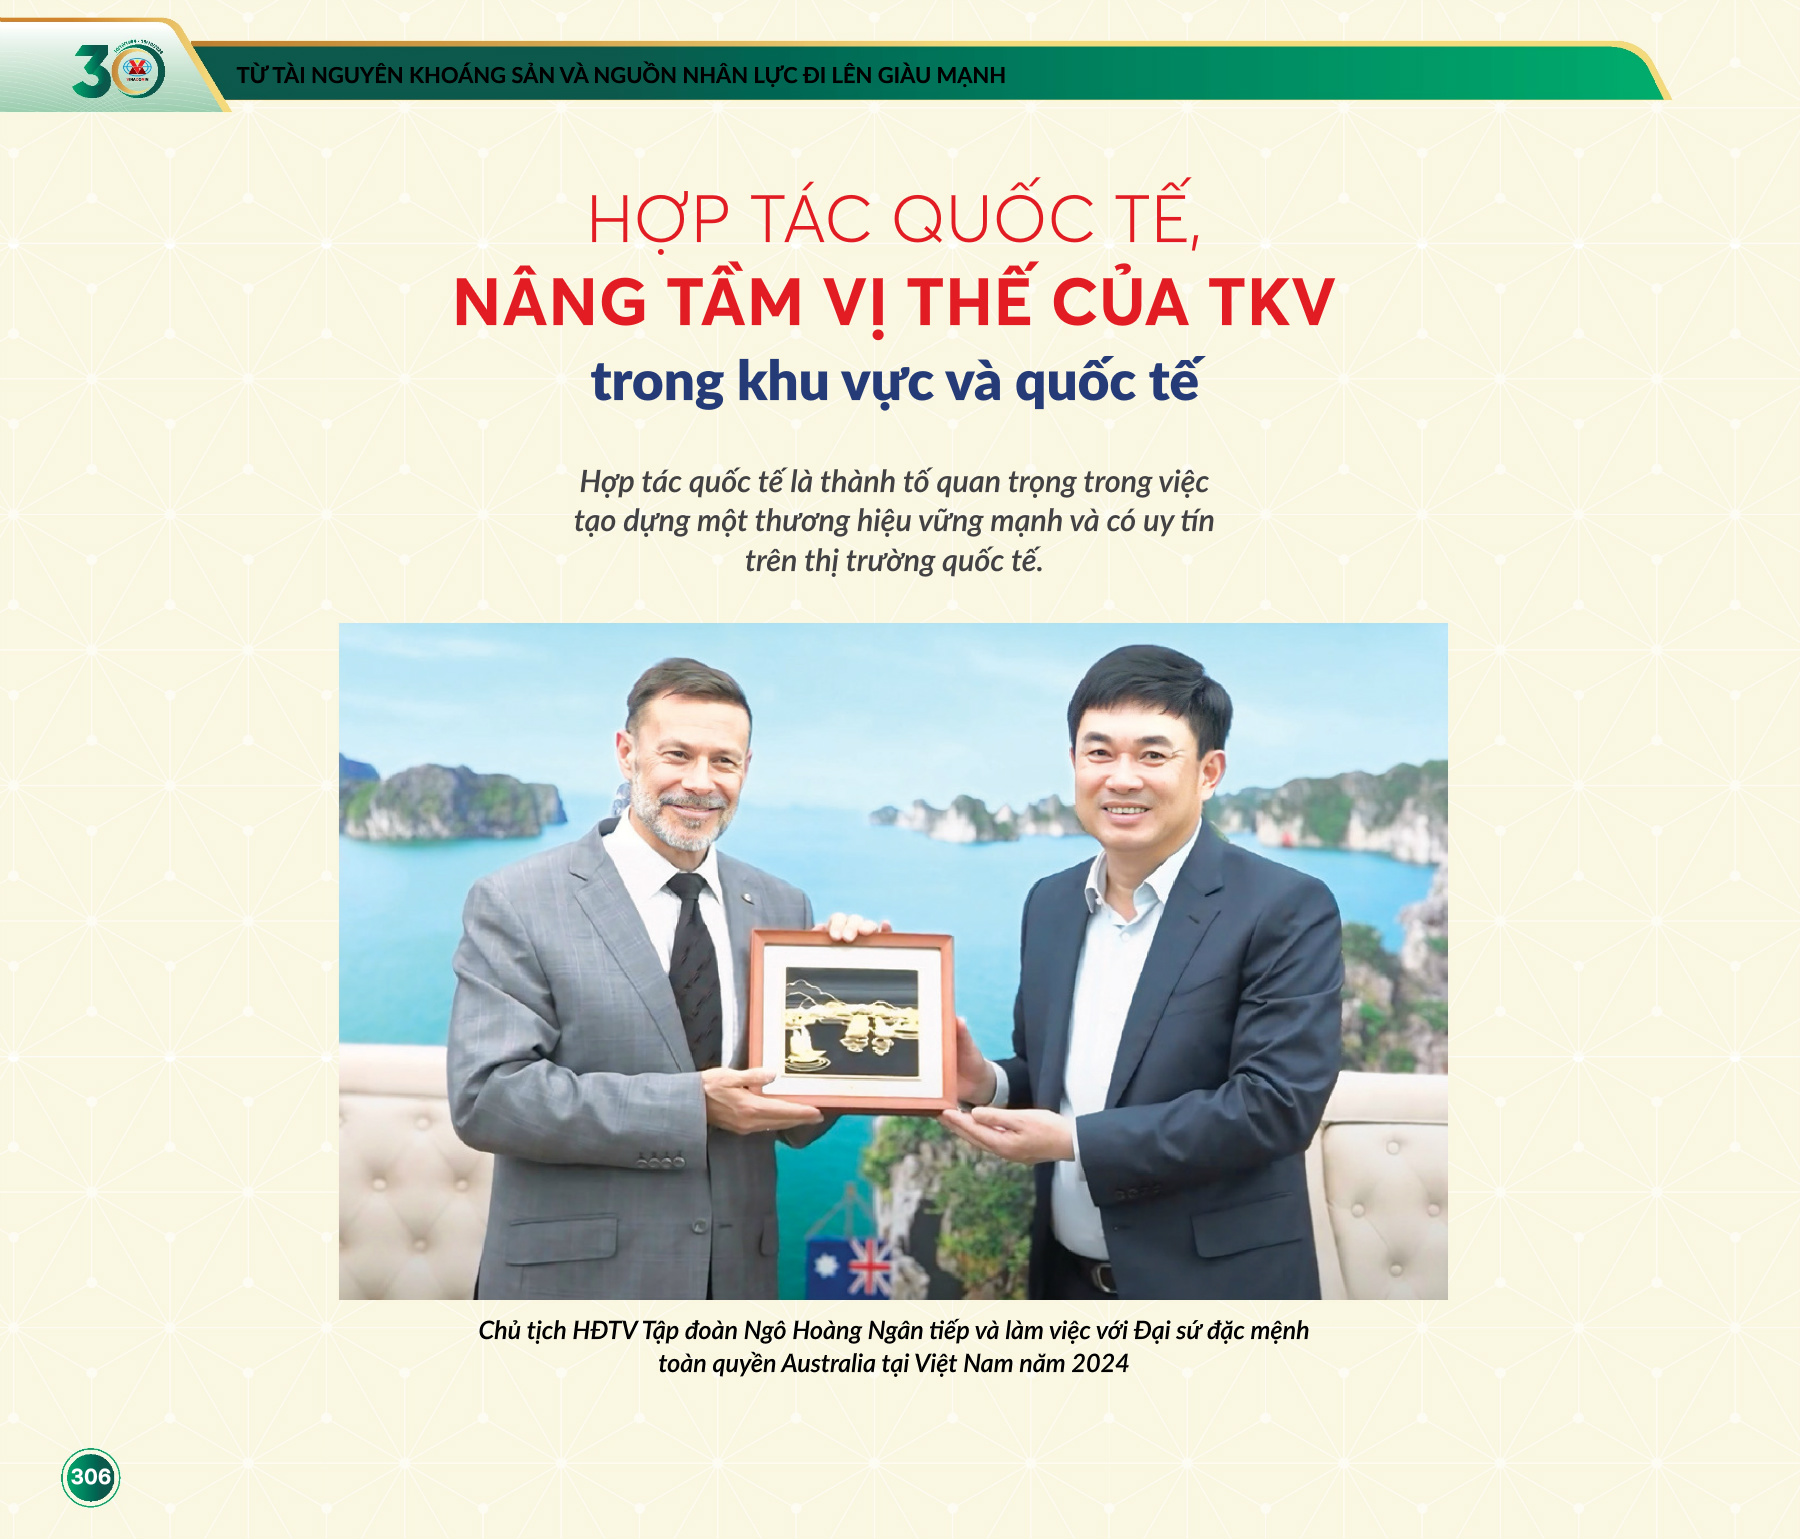 30
TỪ TÀI NGUYÊN KHOÁNG SẢN VÀ NGUỒN NHÂN LỰC ĐI LÊN GIÀU MẠNH
HỢP TÁC QUỐC TẾ,
NÂNG TẦM VỊ THẾ CỦA TKV
trong khu vực và quốc tế
Hợp tác quốc tế là thành tố quan trọng trong việc
tạo dựng một thương hiệu vững mạnh và có uy tín
trên thị trường quốc tế.
Chủ tịch HĐTV Tập đoàn Ngô Hoàng Ngân tiếp và làm việc với Đại sứ đặc mệnh
toàn quyền Australia tại Việt Nam năm 2024
306